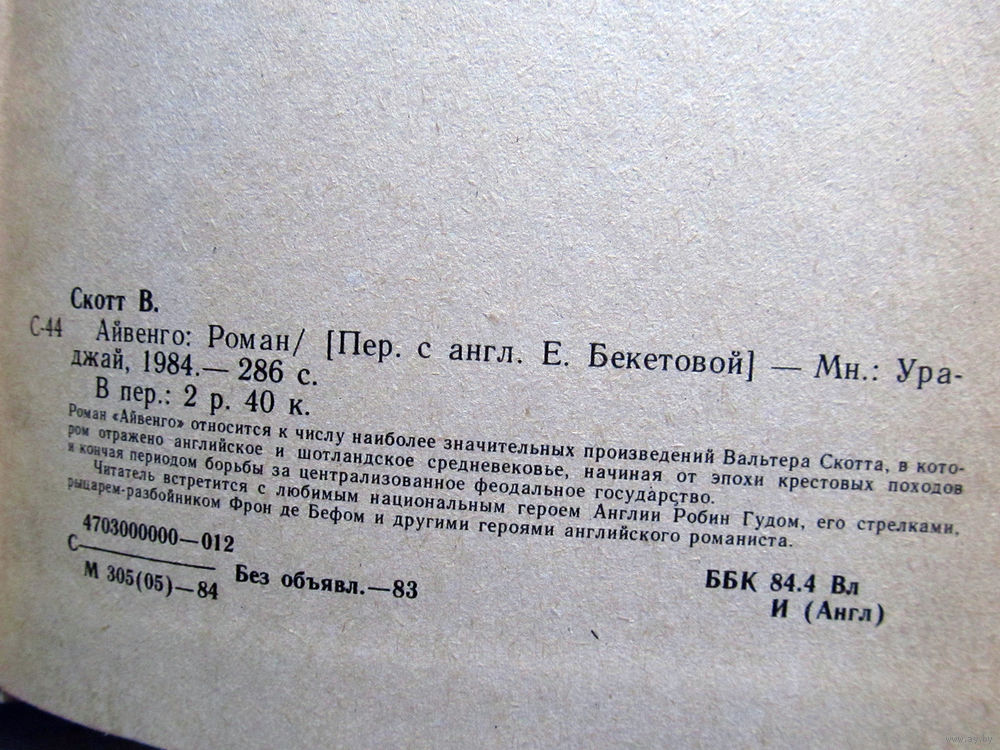 Скотт В.
С-44 Айвенго: Роман/ [Пер. с англ. Е. Бекетовой] — Мн.: Ура-
джай, 1984.— 286 с.
В пер.: 2 р. 40 к.
Роман «Айвенго» относится к числу наиболее значительных произведений Вальтера Скотта, в кото-
ром отражено английское и шотландское средневековье, начиная от эпохи крестовых походов
и кончая периодом борьбы за централизованное феодальное государство.
Читатель встретится с любимым национальным героем Англии Робин Гудом, его стрелками,
рыцарем-разбойником Фрон де Бефом и другими героями английского романиста.
4703000000—012
С— Без объявл.—83
М 305(05)—84
ББК 84.4 Вл
И (Англ)
www.ay.by